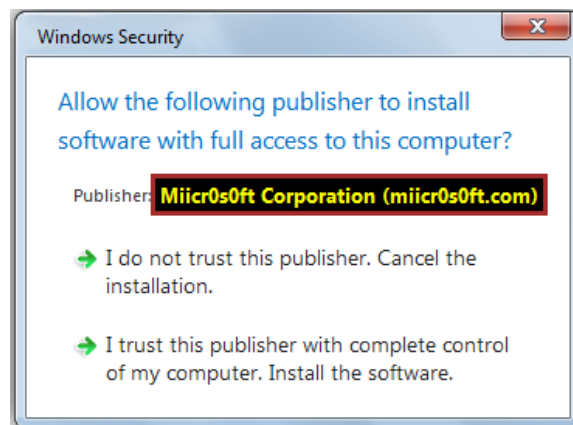 Windows Security
Allow the following publisher to install
software with full access to this computer?
Publisher: Miicr0s0ft Corporation (miicr0s0ft.com)
I do not trust this publisher. Cancel the
installation.
I trust this publisher with complete control
of my computer. Install the software.